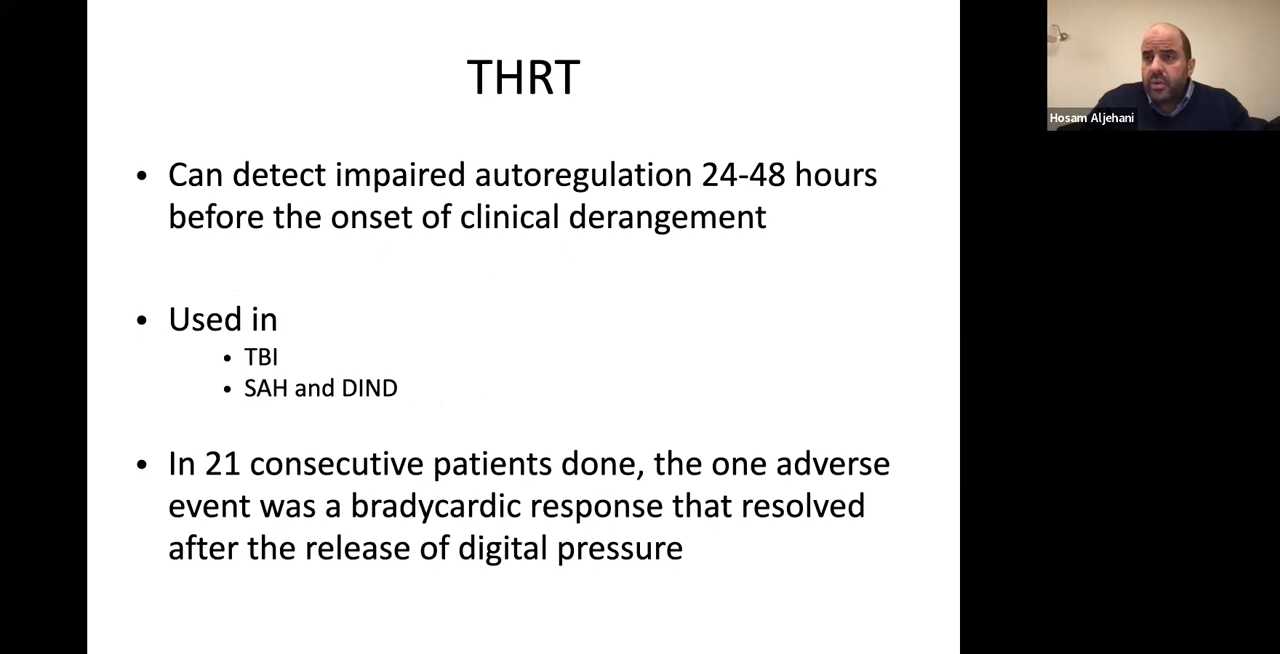 THRT
• Can detect impaired autoregulation 24-48 hours
before the onset of clinical derangement
• Used in
• TBI
• SAH and DIND
• In 21 consecutive patients done, the one adverse
event was a bradycardic response that resolved
after the release of digital pressure
Hosam Aljehani